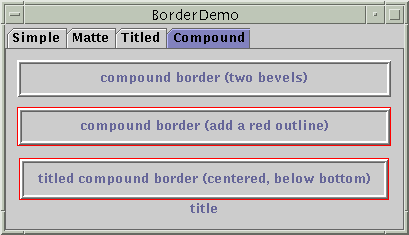 BorderDemo
Simple Matte Titled Compound
compound border (two bevels)
compound border (add a red outline)
titled compound border (centered, below bottom)
title